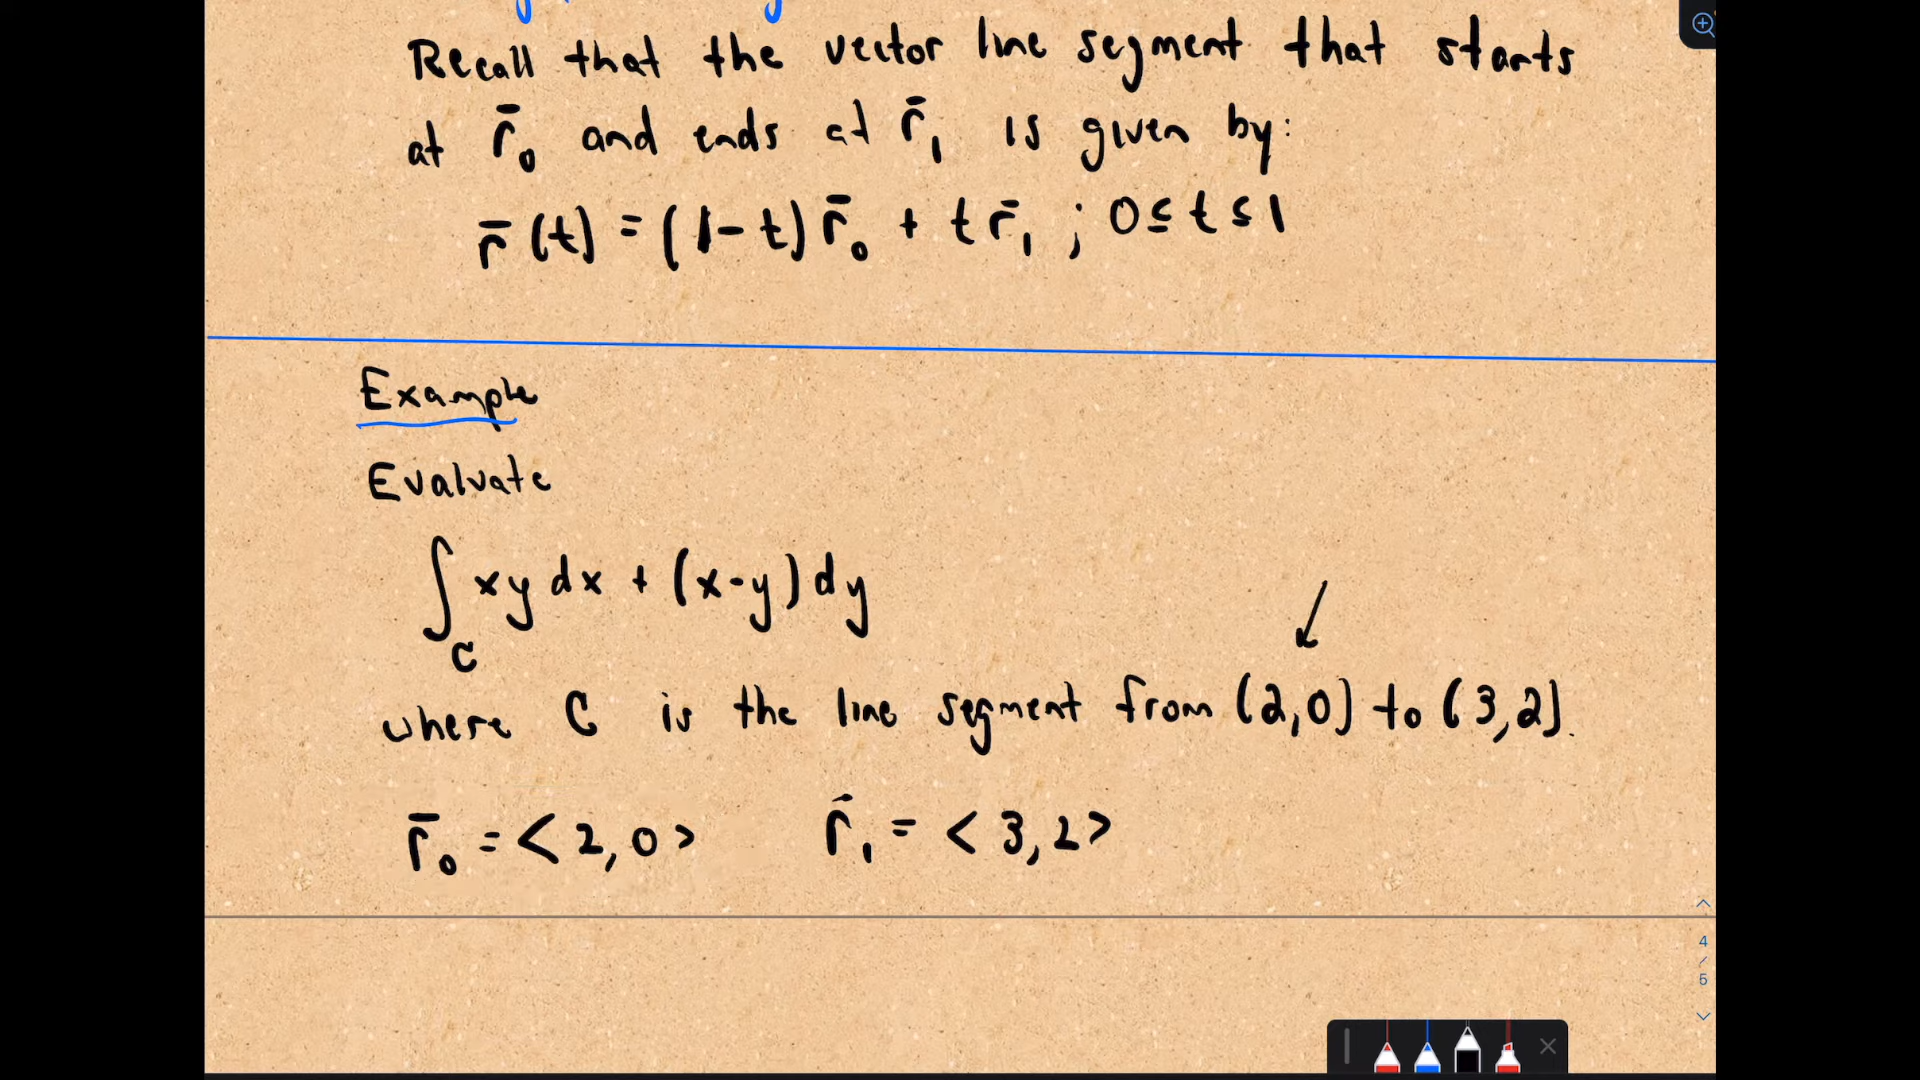 Recall that the vector line segment that starts
at r̄₀ and ends at r̄₁ is given by:
r̄(t) = (1-t) r̄₀ + t r̄₁ ; 0 ≤ t ≤ 1
Example
Evaluate
∫_C xy dx + (x-y) dy
where C is the line segment from (2,0) to (3,2).
r̄₀ = <2,0> r̄₁ = <3,2>
4
/
5